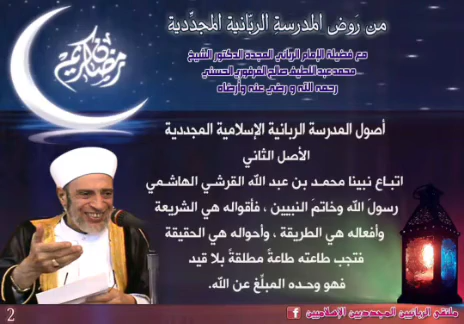 من روض المدرسة الربّانية المجدِّدية
مع فضيلة الإمام الرباني المجدد الدكتور الشيخ
محمد عبد اللطيف صالح الفرفور الحسني
رحمه الله و رضي عنه وأرضاه
رمضان كريم
أصول المدرسة الربانية الإسلامية المجددية
الأصل الثاني
اتباع نبينا محمد بن عبد الله القرشي الهاشمي
رسولَ الله وخاتمَ النبيين ، فأقواله هي الشريعة
وأفعاله هي الطريقة ، وأحواله هي الحقيقة
فتجب طاعته طاعةً مطلقةً بلا قيد
فهو وحده المبلّغ عن الله.
ملتقى الربانيين المجدديين الإسلاميين
2